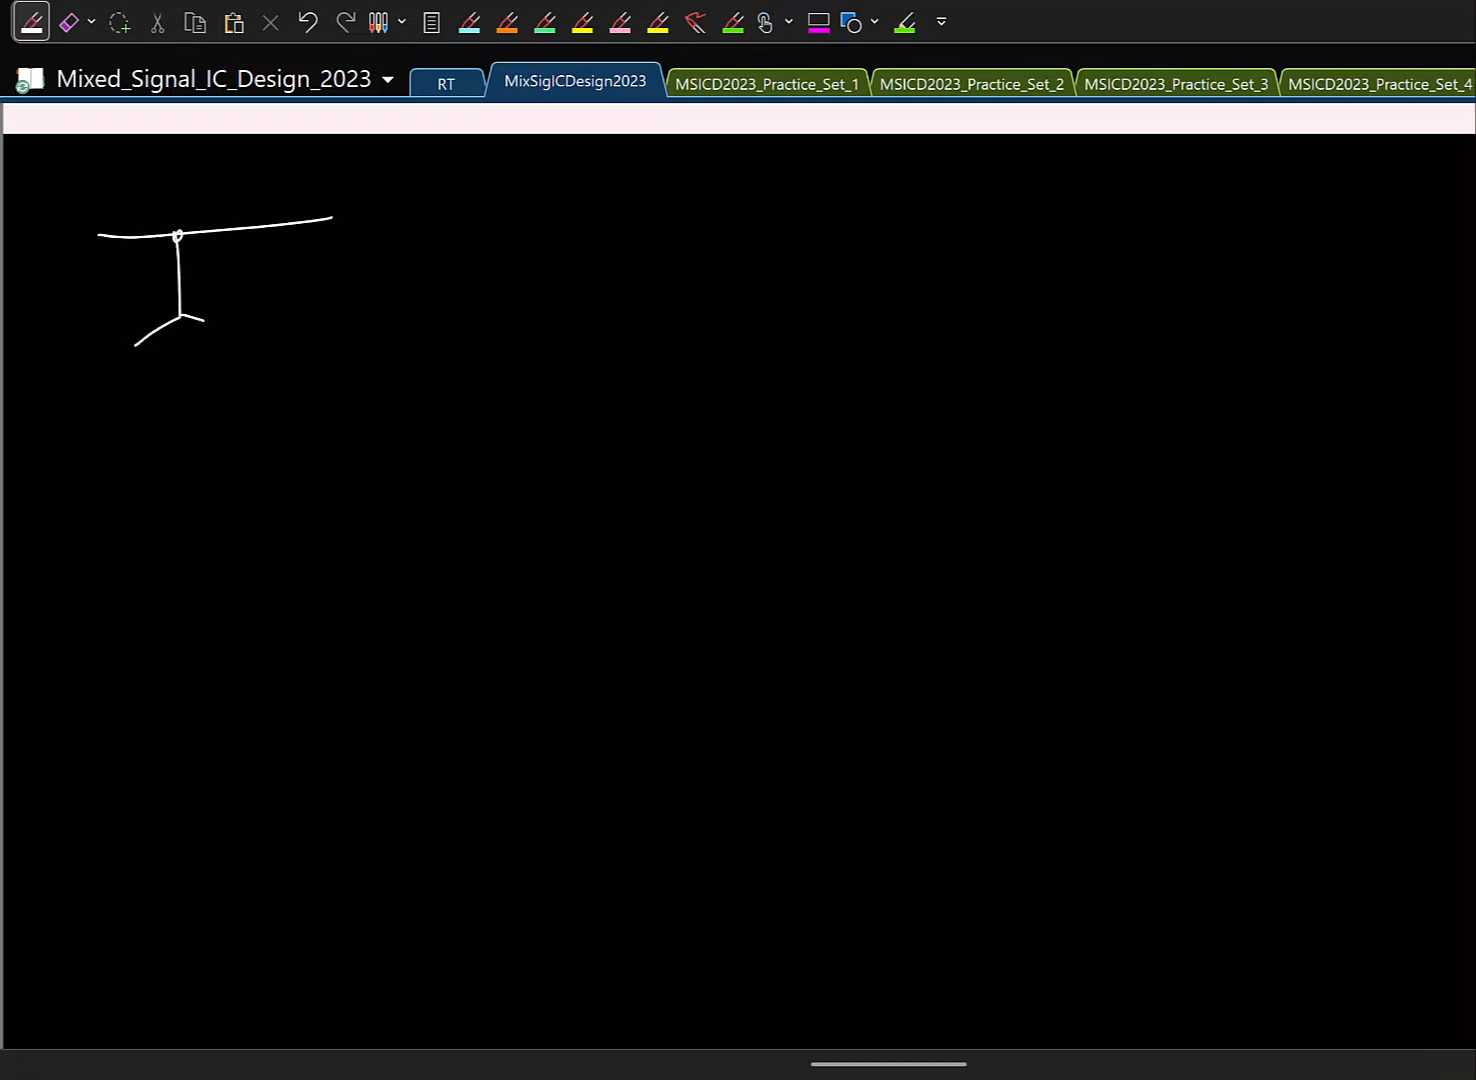 Mixed_Signal_IC_Design_2023
RT
MixSigICDesign2023
MSICD2023_Practice_Set_1
MSICD2023_Practice_Set_2
MSICD2023_Practice_Set_3
MSICD2023_Practice_Set_4